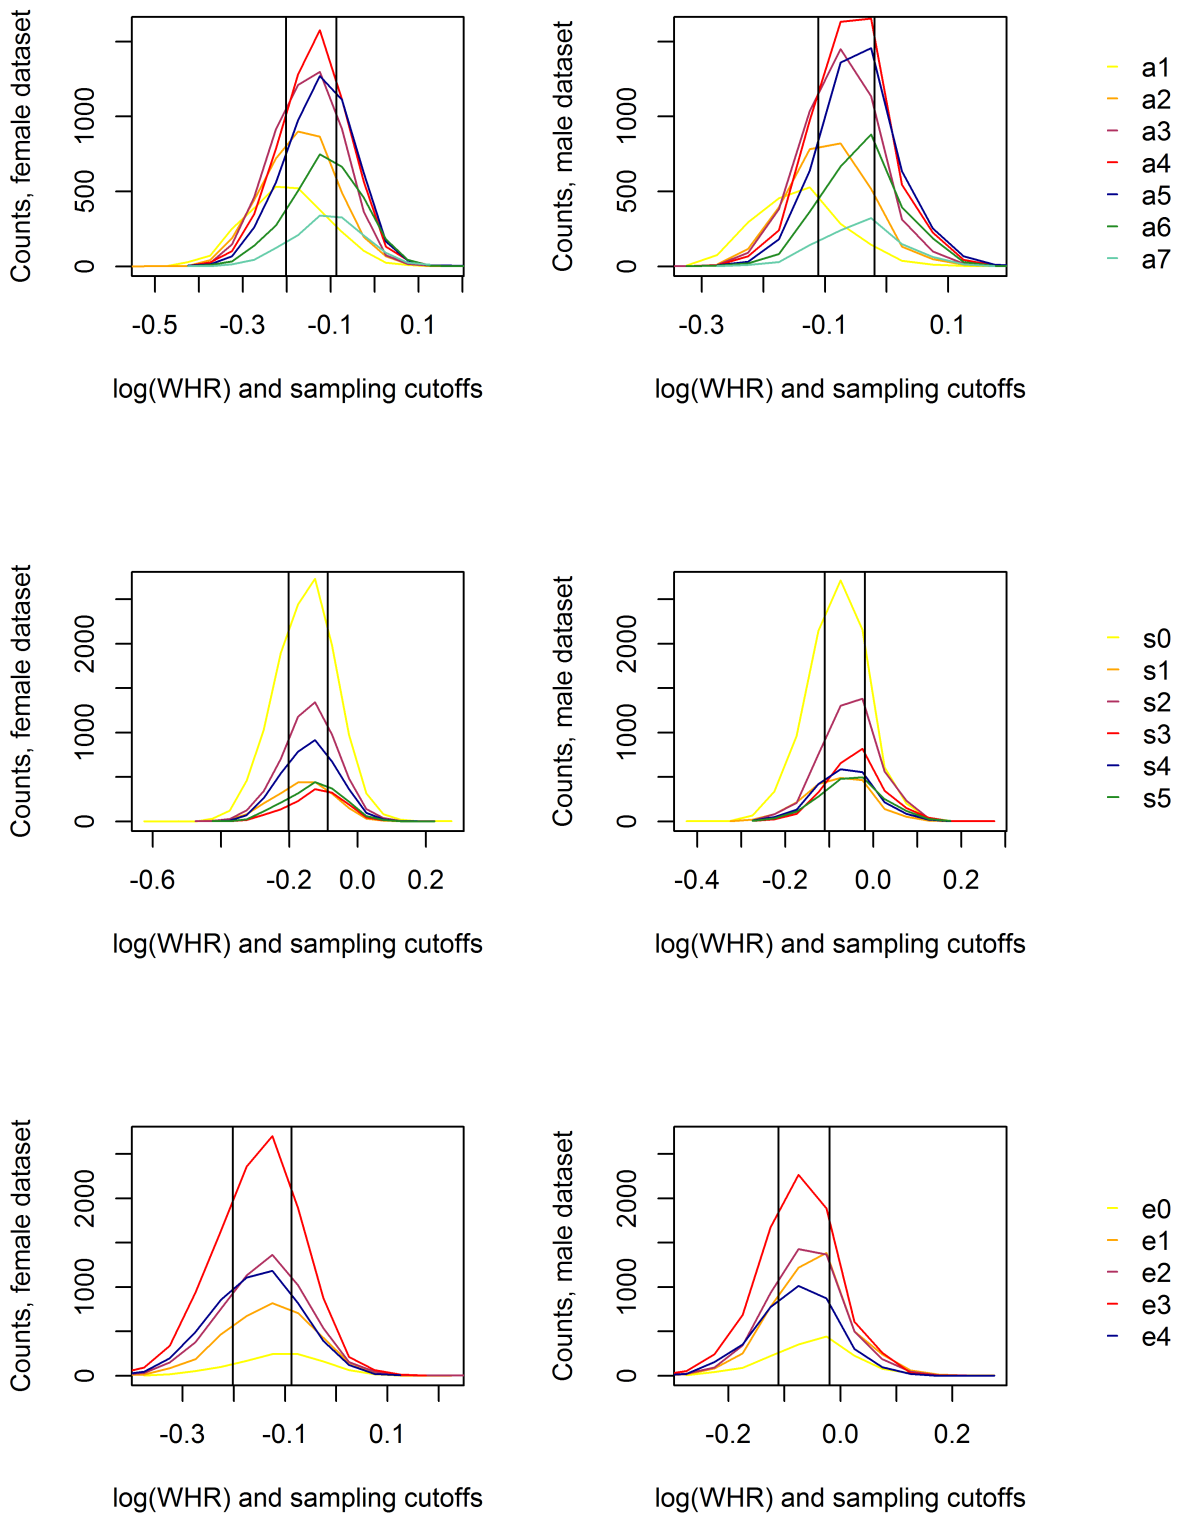 Counts, female dataset
0 500 1000
-0.5 -0.3 -0.1 0.1
log(WHR) and sampling cutoffs
Counts, male dataset
0 500 1000
-0.3 -0.1 0.1
log(WHR) and sampling cutoffs
a1
a2
a3
a4
a5
a6
a7
Counts, female dataset
0 1000 2000
-0.6 -0.2 0.0 0.2
log(WHR) and sampling cutoffs
Counts, male dataset
0 1000 2000
-0.4 -0.2 0.0 0.2
log(WHR) and sampling cutoffs
s0
s1
s2
s3
s4
s5
Counts, female dataset
0 1000 2000
-0.3 -0.1 0.1
log(WHR) and sampling cutoffs
Counts, male dataset
0 1000 2000
-0.2 0.0 0.2
log(WHR) and sampling cutoffs
e0
e1
e2
e3
e4